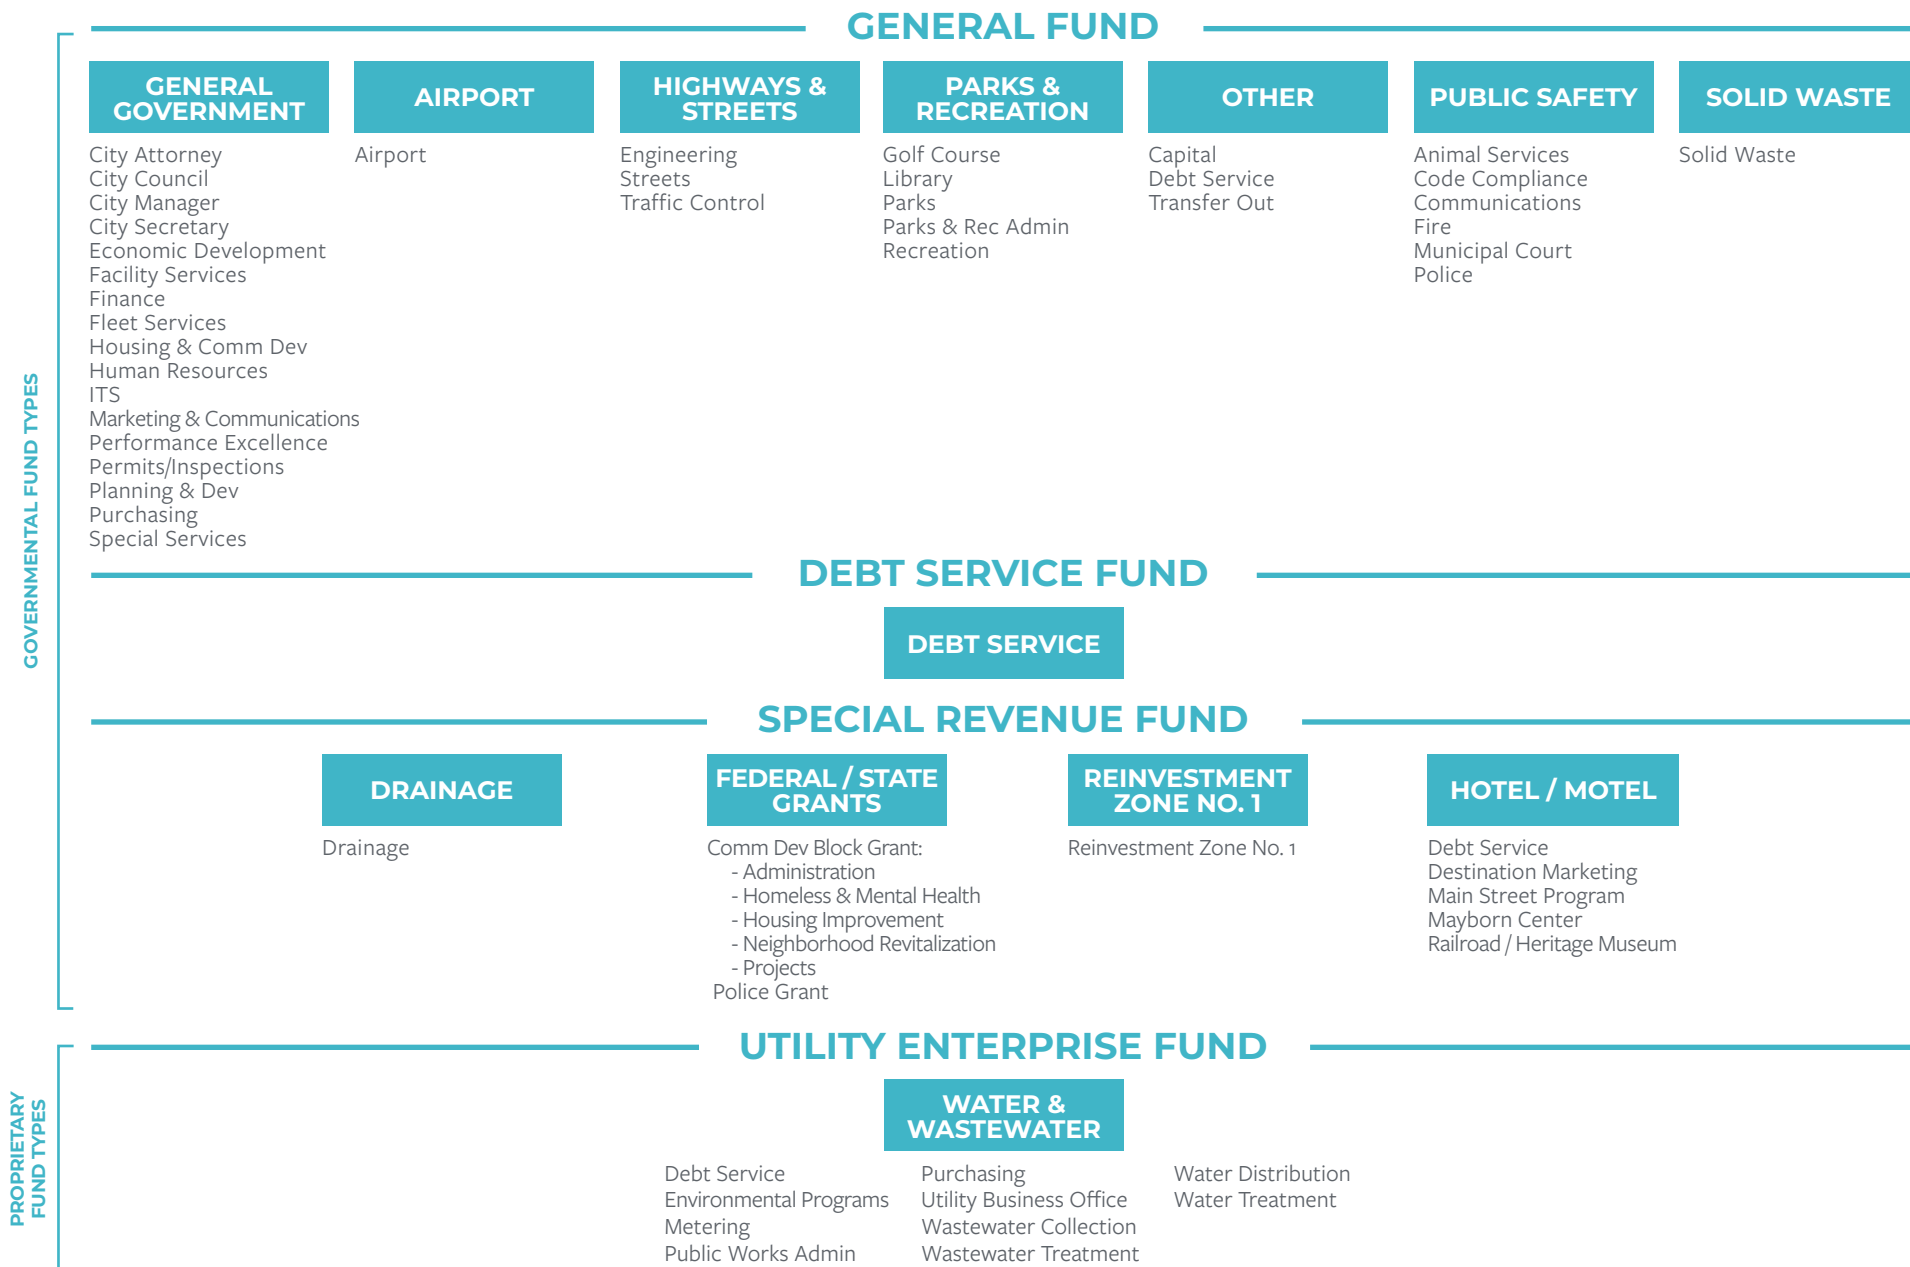 GENERAL FUND
GOVERNMENTAL FUND TYPES
GENERAL
GOVERNMENT
City Attorney
City Council
City Manager
City Secretary
Economic Development
Facility Services
Finance
Fleet Services
Housing & Comm Dev
Human Resources
ITS
Marketing & Communications
Performance Excellence
Permits/Inspections
Planning & Dev
Purchasing
Special Services
AIRPORT
Airport
HIGHWAYS &
STREETS
Engineering
Streets
Traffic Control
PARKS &
RECREATION
Golf Course
Library
Parks
Parks & Rec Admin
Recreation
OTHER
Capital
Debt Service
Transfer Out
PUBLIC SAFETY
Animal Services
Code Compliance
Communications
Fire
Municipal Court
Police
SOLID WASTE
Solid Waste
DEBT SERVICE FUND
DEBT SERVICE
SPECIAL REVENUE FUND
DRAINAGE
Drainage
FEDERAL / STATE
GRANTS
Comm Dev Block Grant:
- Administration
- Homeless & Mental Health
- Housing Improvement
- Neighborhood Revitalization
- Projects
Police Grant
REINVESTMENT
ZONE NO. 1
Reinvestment Zone No. 1
HOTEL / MOTEL
Debt Service
Destination Marketing
Main Street Program
Mayborn Center
Railroad / Heritage Museum
UTILITY ENTERPRISE FUND
PROPRIETARY
FUND TYPES
WATER &
WASTEWATER
Debt Service
Environmental Programs
Metering
Public Works Admin
Purchasing
Utility Business Office
Wastewater Collection
Wastewater Treatment
Water Distribution
Water Treatment